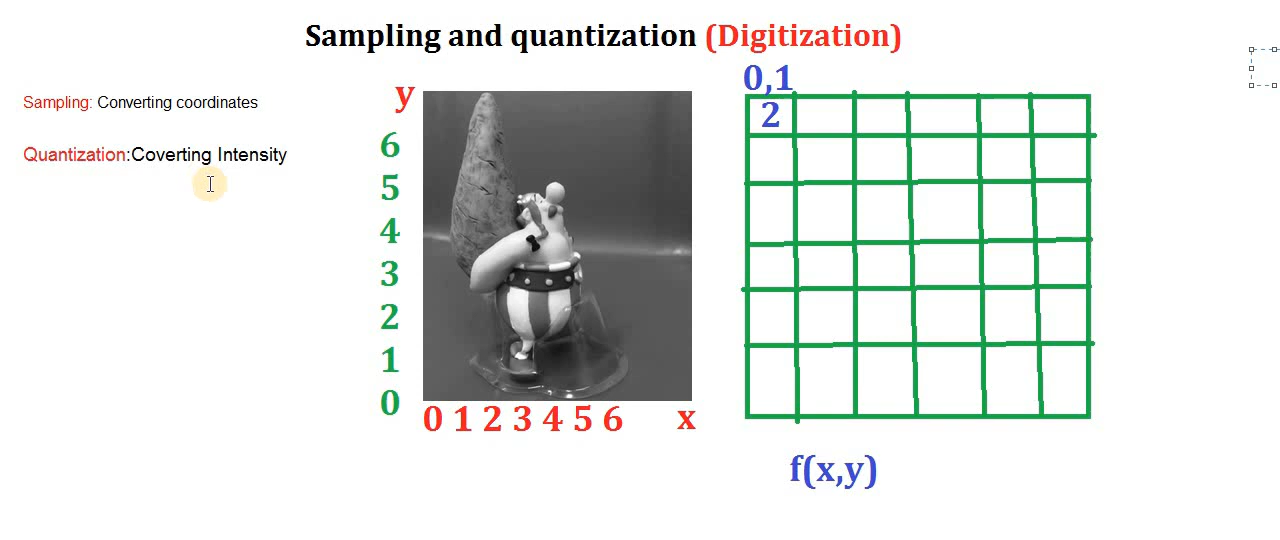 Sampling and quantization (Digitization)
Sampling: Converting coordinates
Quantization:Coverting Intensity
y
6
5
4
3
2
1
0
0 1 2 3 4 5 6 x
0,1
2
f(x,y)